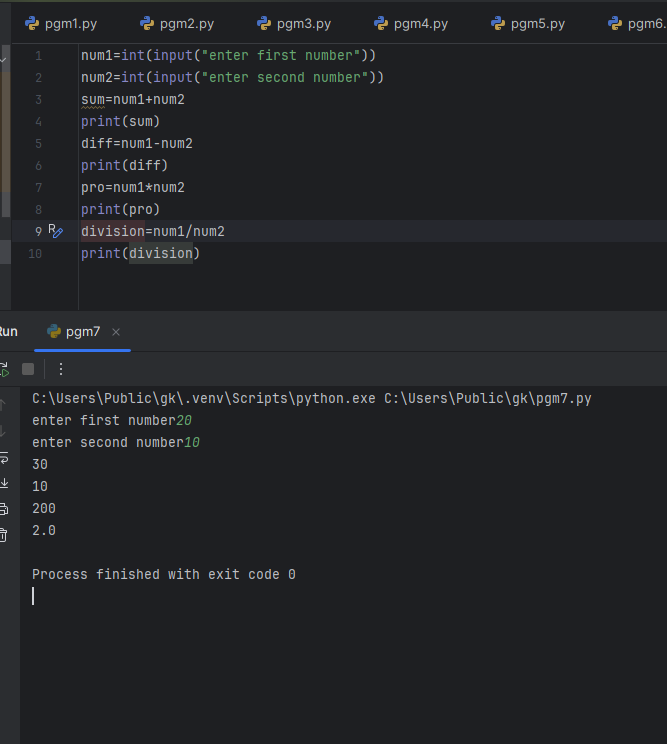 pgm1.py pgm2.py pgm3.py pgm4.py pgm5.py pgm6.
1 num1=int(input("enter first number"))
2 num2=int(input("enter second number"))
3 sum=num1+num2
4 print(sum)
5 diff=num1-num2
6 print(diff)
7 pro=num1*num2
8 print(pro)
9 R division=num1/num2
10 print(division)
Run pgm7
C:\Users\Public\gk\.venv\Scripts\python.exe C:\Users\Public\gk\pgm7.py
enter first number20
enter second number10
30
10
200
2.0
Process finished with exit code 0